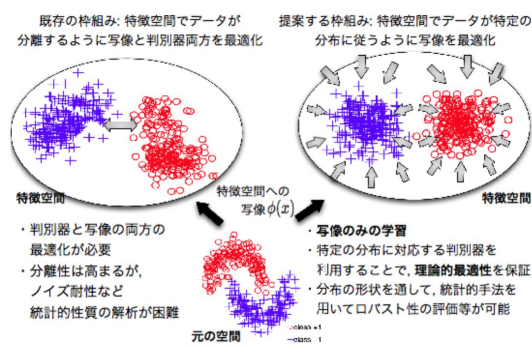 既存の枠組み: 特徴空間でデータが
分離するように写像と判別器両方を最適化
提案する枠組み: 特徴空間でデータが特定の
分布に従うように写像を最適化
特徴空間
特徴空間
特徴空間への
写像ϕ(x)
・判別器と写像の両方の
最適化が必要
・分離性は高まるが,
ノイズ耐性など
統計的性質の解析が困難
・写像のみの学習
・特定の分布に対応する判別器を
利用することで, 理論的最適性を保証
・分布の形状を通して, 統計的手法を
用いてロバスト性の評価等が可能
元の空間
class +1
class -1